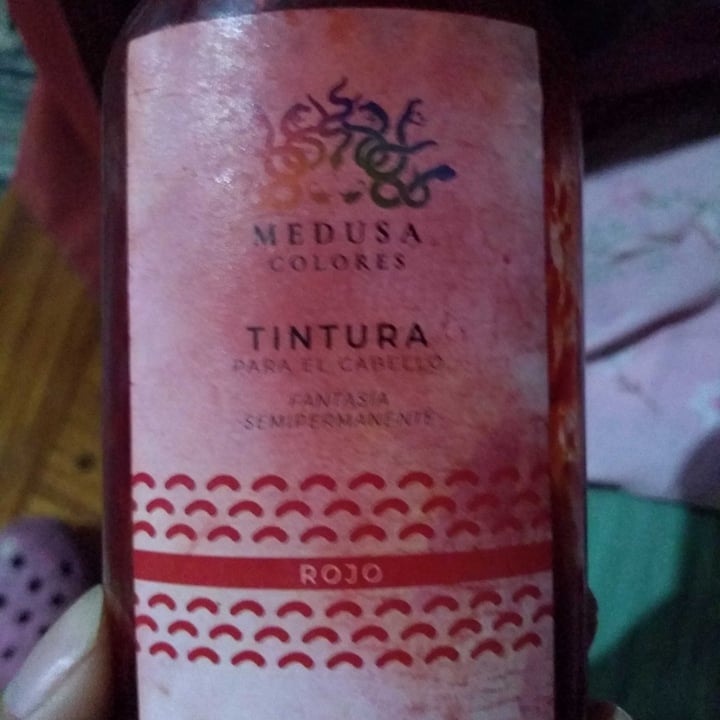 MEDUSA
COLORES
TINTURA
PARA EL CABELLO
FANTASIA
-SEMIPERMANENTE-
ROJO